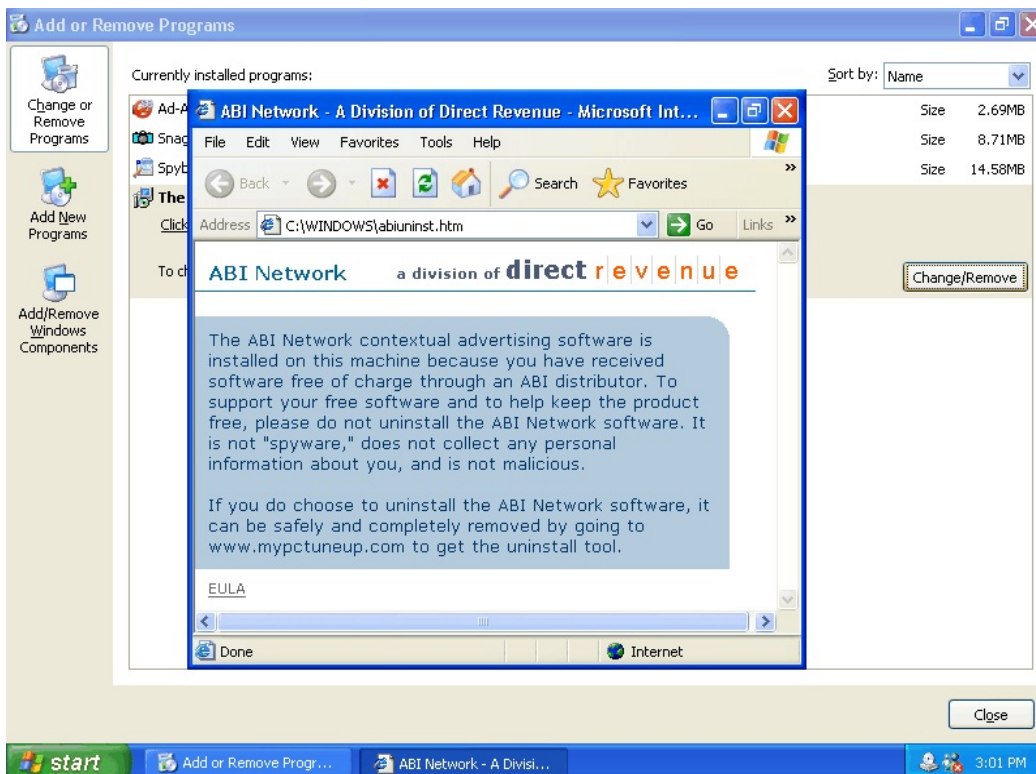 Add or Remove Programs
Currently installed programs:
Sort by: Name
Change or Remove Programs
Add New Programs
Add/Remove Windows Components
Ad-A
Size 2.69MB
Snag
Size 8.71MB
Spyb
Size 14.58MB
The
Click
To ch
Change/Remove
ABI Network - A Division of Direct Revenue - Microsoft Int...
File Edit View Favorites Tools Help
Back Search Favorites »
Address C:\WINDOWS\abiuninst.htm Go Links »
ABI Network a division of direct revenue
The ABI Network contextual advertising software is
installed on this machine because you have received
software free of charge through an ABI distributor. To
support your free software and to help keep the product
free, please do not uninstall the ABI Network software. It
is not "spyware," does not collect any personal
information about you, and is not malicious.
If you do choose to uninstall the ABI Network software, it
can be safely and completely removed by going to
www.mypctuneup.com to get the uninstall tool.
EULA
Done Internet
Close
start Add or Remove Progr... ABI Network - A Divisi... 3:01 PM